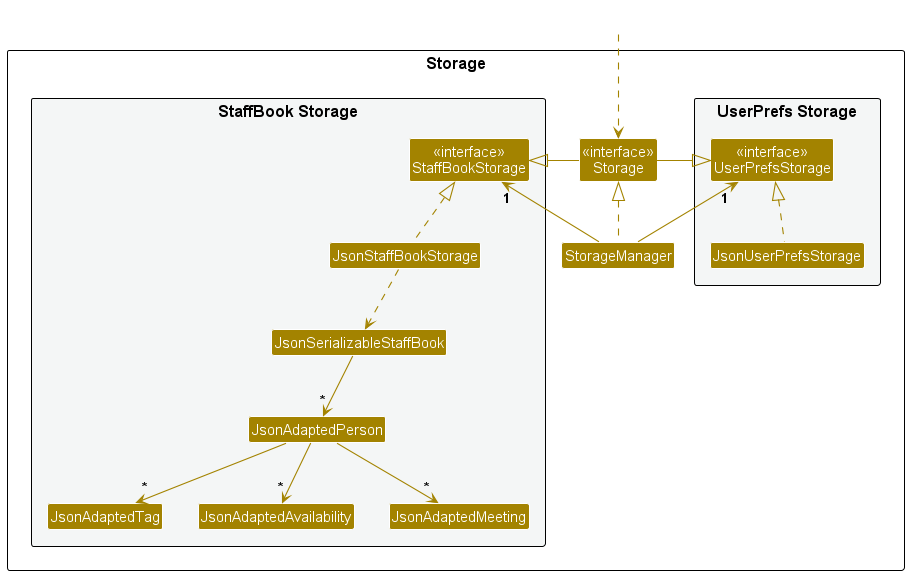 Storage
StaffBook Storage
UserPrefs Storage
«interface»
StaffBookStorage
«interface»
Storage
«interface»
UserPrefsStorage
1
1
JsonStaffBookStorage
StorageManager
JsonUserPrefsStorage
JsonSerializableStaffBook
*
JsonAdaptedPerson
*
*
*
JsonAdaptedTag
JsonAdaptedAvailability
JsonAdaptedMeeting